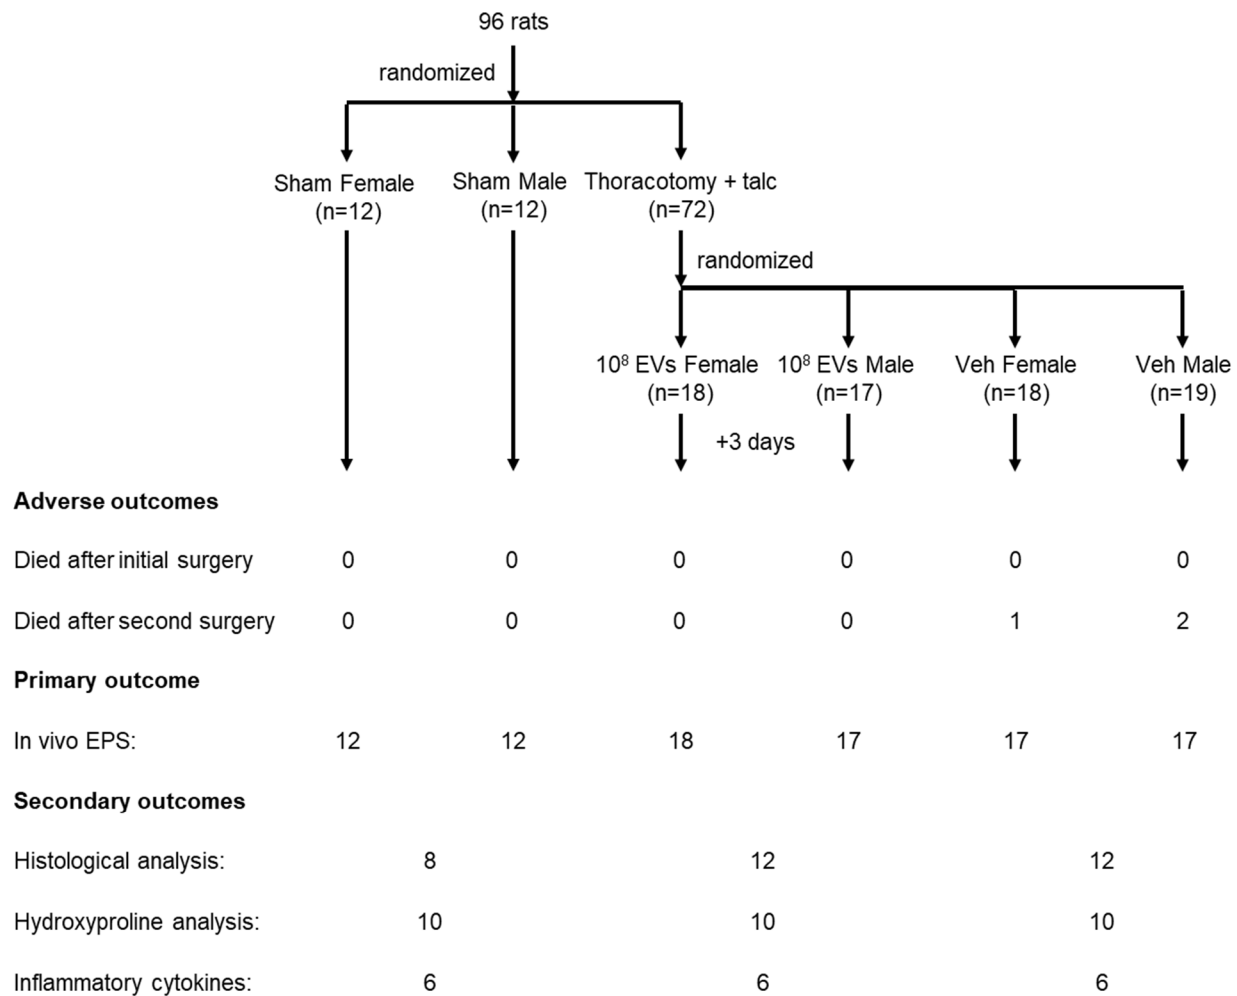 96 rats
randomized
Sham Female Sham Male Thoracotomy + talc
(n=12) (n=12) (n=72)
randomized
10⁸ EVs Female 10⁸ EVs Male Veh Female Veh Male
(n=18) (n=17) (n=18) (n=19)
+3 days
Adverse outcomes
Died after initial surgery 0 0 0 0 0 0
Died after second surgery 0 0 0 0 1 2
Primary outcome
In vivo EPS: 12 12 18 17 17 17
Secondary outcomes
Histological analysis: 8 12 12
Hydroxyproline analysis: 10 10 10
Inflammatory cytokines: 6 6 6